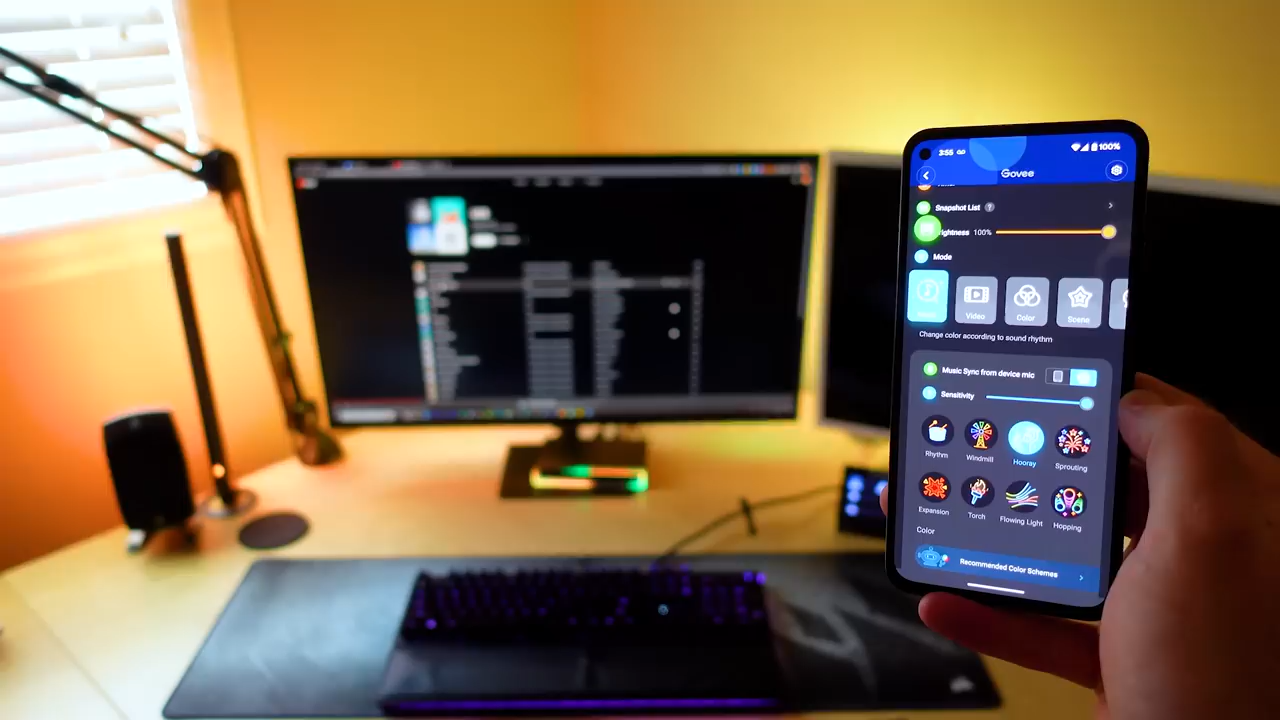 3:55
100%
Govee
Snapshot List ?
ightness 100%
Mode
Video Color Scene
Change color according to sound rhythm
Music Sync from device mic
Sensitivity
Rhythm Windmill Hooray Sprouting
Expansion Torch Flowing Light Hopping
Color
Recommended Color Schemes